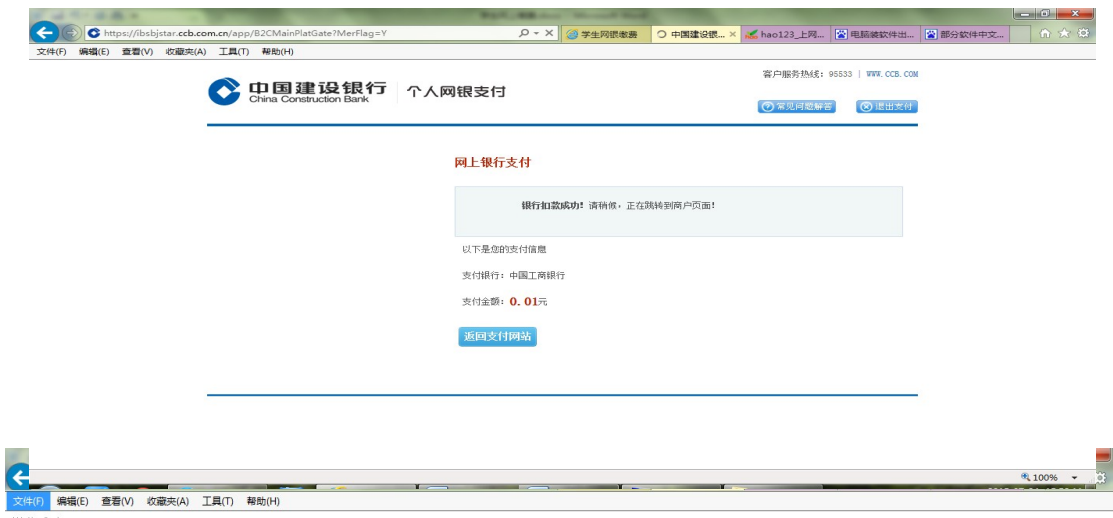 https://ibsbjstar.ccb.com.cn/app/B2CMainPlatGate?MerFlag=Y
学生网银缴费
中国建设银...
hao123_上网...
电脑装软件出...
部分软件中文...
文件(F) 编辑(E) 查看(V) 收藏夹(A) 工具(T) 帮助(H)
客户服务热线: 95533 | WWW.CCB.COM
中国建设银行
China Construction Bank
个人网银支付
常见问题解答
退出支付
网上银行支付
银行扣款成功! 请稍候, 正在跳转到商户页面!
以下是您的支付信息
支付银行: 中国工商银行
支付金额: 0.01元
返回支付网站
100%
文件(F) 编辑(E) 查看(V) 收藏夹(A) 工具(T) 帮助(H)